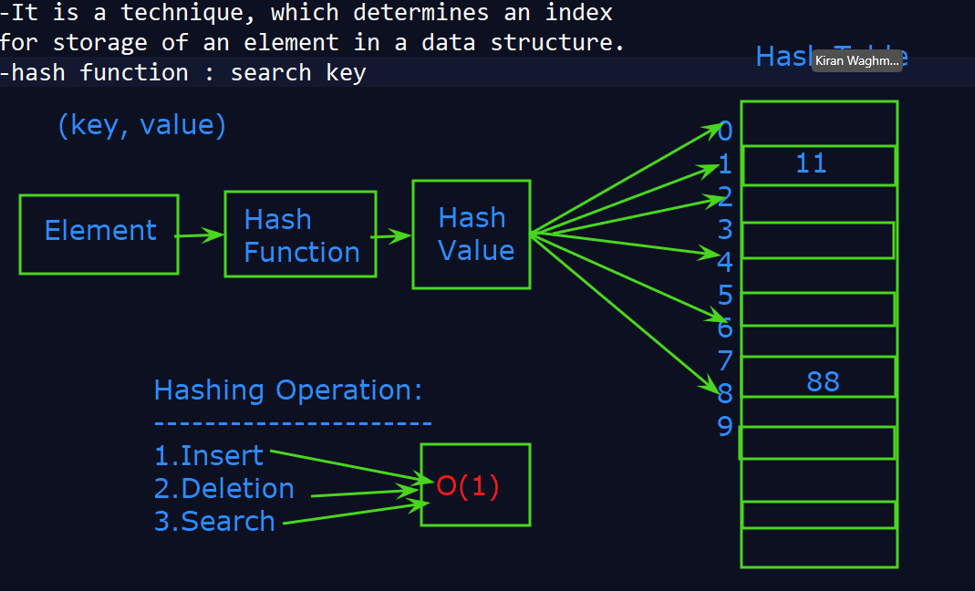 -It is a technique, which determines an index
for storage of an element in a data structure.
-hash function : search key
Kiran Waghm...
(key, value)
Element
Hash
Function
Hash
Value
0
1
2
3
4
5
6
7
8
9
11
88
Hashing Operation:
----------------------
1.Insert
2.Deletion
3.Search
O(1)